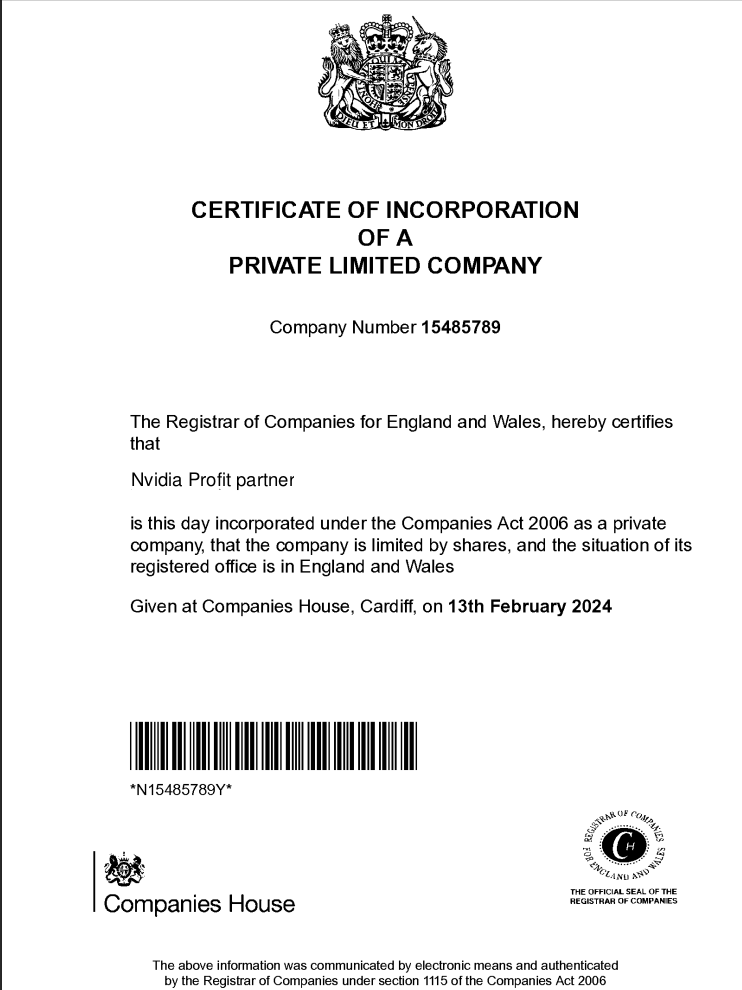 DIEU ET MON DROIT
CERTIFICATE OF INCORPORATION
OF A
PRIVATE LIMITED COMPANY
Company Number 15485789
The Registrar of Companies for England and Wales, hereby certifies
that
Nvidia Profit partner
is this day incorporated under the Companies Act 2006 as a private
company, that the company is limited by shares, and the situation of its
registered office is in England and Wales
Given at Companies House, Cardiff, on 13th February 2024
*N15485789Y*
REGISTRAR OF COMPANIES
FOR ENGLAND AND WALES
CH
THE OFFICIAL SEAL OF THE
REGISTRAR OF COMPANIES
Companies House
The above information was communicated by electronic means and authenticated
by the Registrar of Companies under section 1115 of the Companies Act 2006